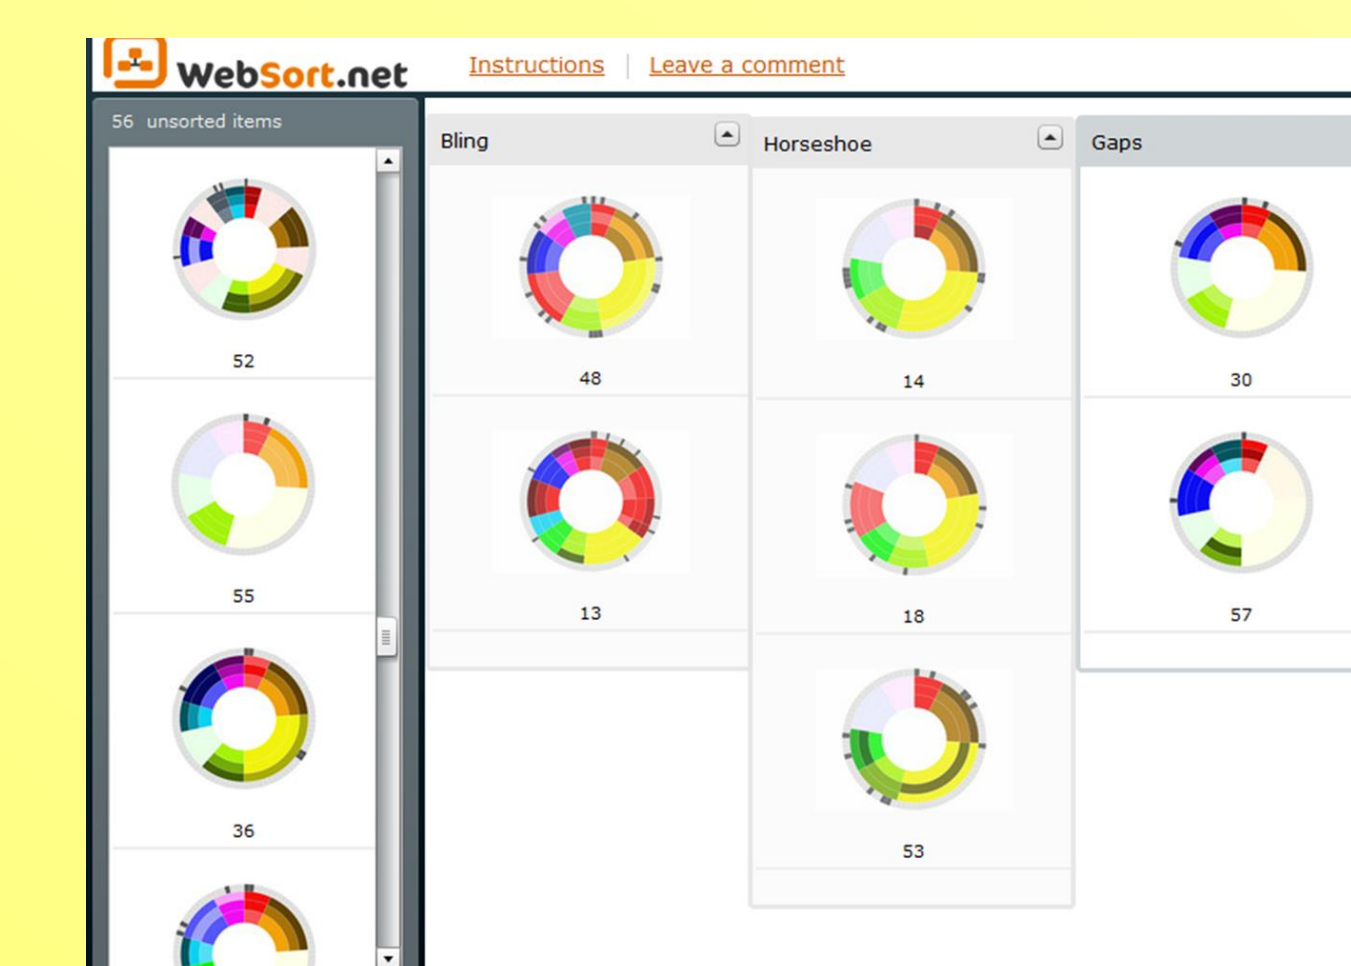 WebSort.net
Instructions
Leave a comment
56 unsorted items
52
55
36
Bling
48
13
Horseshoe
14
18
53
Gaps
30
57